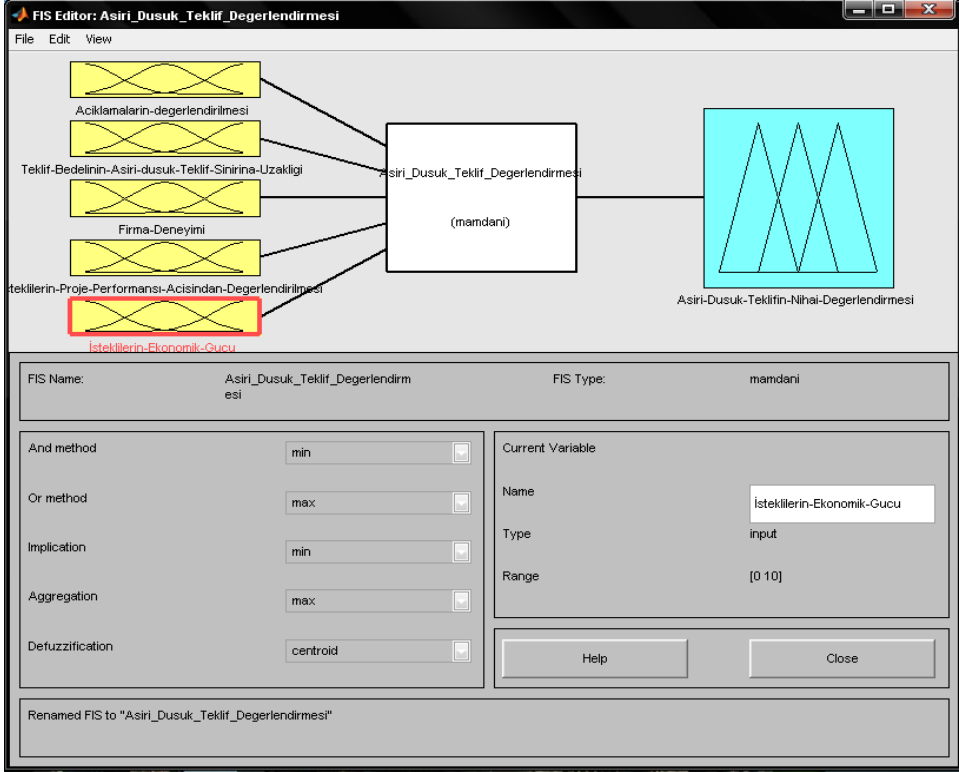 FIS Editor: Asiri_Dusuk_Teklif_Degerlendirmesi
File Edit View
Aciklamalarin-degerlendirilmesi
Teklif-Bedelinin-Asiri-dusuk-Teklif-Sinirina-Uzakligi
Firma-Deneyimi
teklilerin-Proje-Performansı-Acisindan-Degerlendirilmesi
İsteklilerin-Ekonomik-Gucu
Asiri_Dusuk_Teklif_Degerlendirmesi
(mamdani)
Asiri-Dusuk-Teklifin-Nihai-Degerlendirmesi
FIS Name: Asiri_Dusuk_Teklif_Degerlendirm
esi
FIS Type: mamdani
And method min
Or method max
Implication min
Aggregation max
Defuzzification centroid
Current Variable
Name İsteklilerin-Ekonomik-Gucu
Type input
Range [0 10]
Help Close
Renamed FIS to "Asiri_Dusuk_Teklif_Degerlendirmesi"